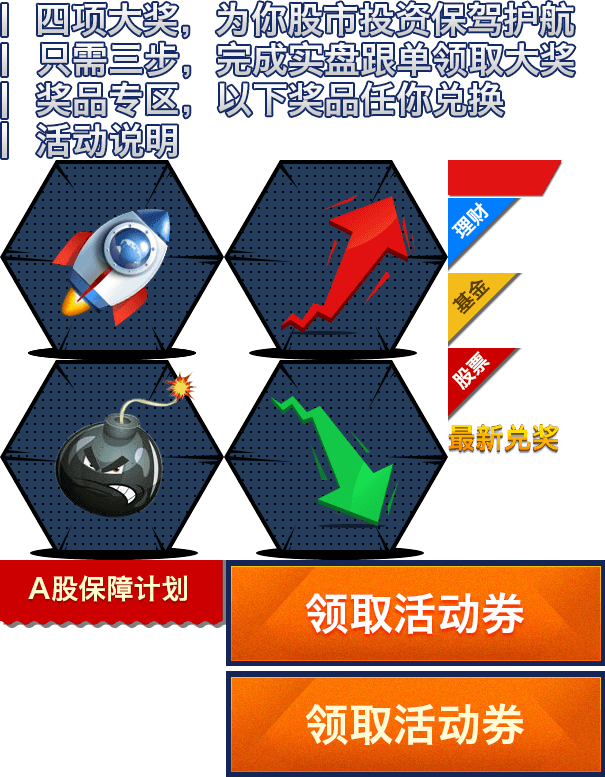 四项大奖，为你股市投资保驾护航
只需三步，完成实盘跟单领取大奖
奖品专区，以下奖品任你兑换
活动说明
理财
基金
股票
最新兑奖
A股保障计划
领取活动券
领取活动券